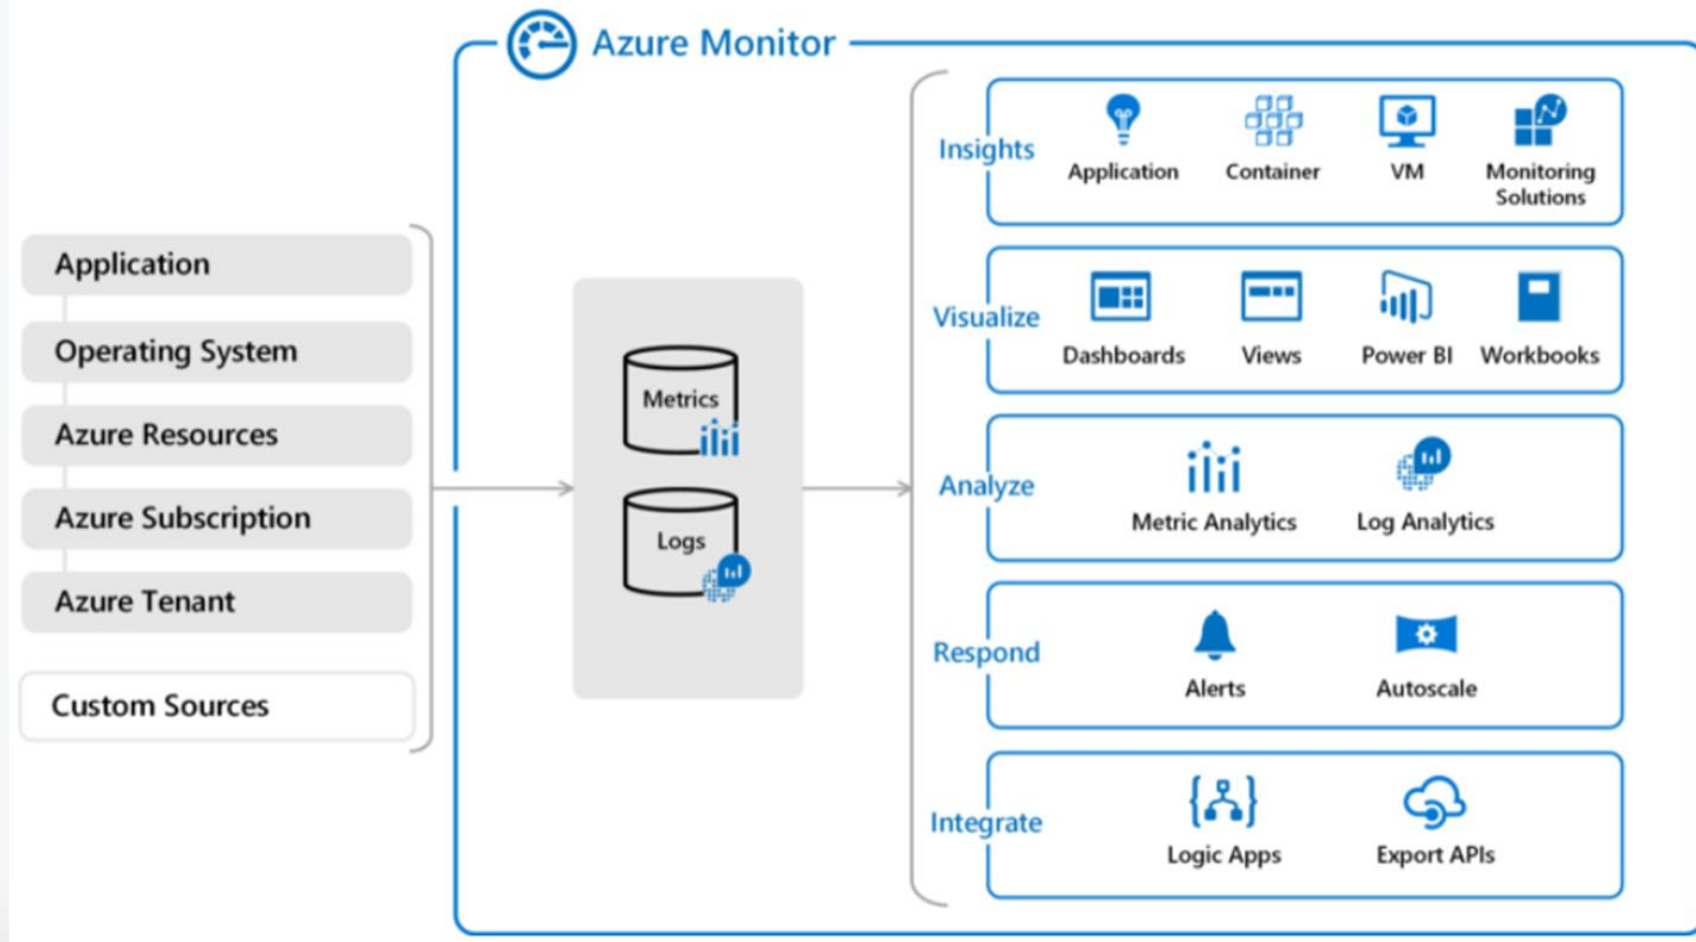 Azure Monitor
Application
Operating System
Azure Resources
Azure Subscription
Azure Tenant
Custom Sources
Metrics
Logs
Insights
Application
Container
VM
Monitoring
Solutions
Visualize
Dashboards
Views
Power BI
Workbooks
Analyze
Metric Analytics
Log Analytics
Respond
Alerts
Autoscale
Integrate
Logic Apps
Export APIs